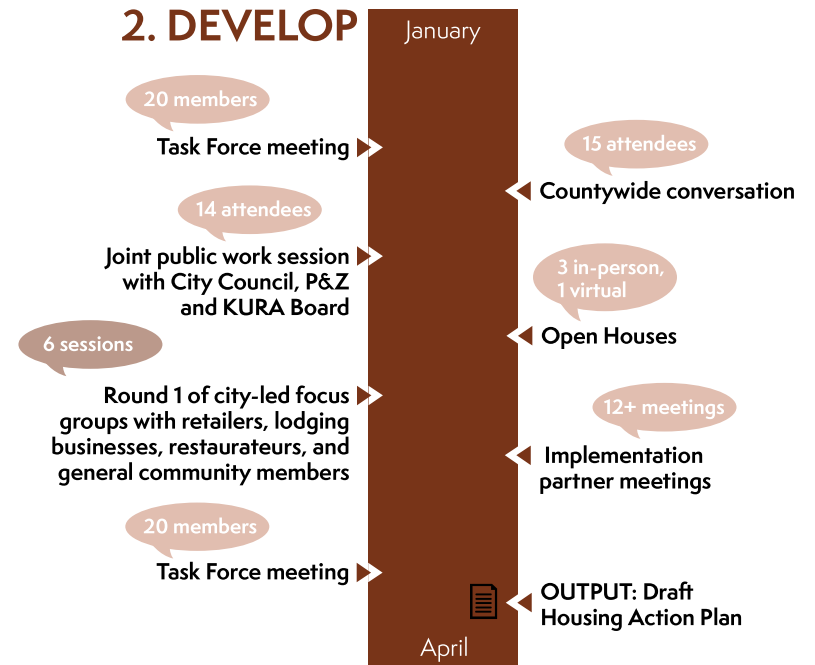 2. DEVELOP
January
20 members
Task Force meeting
15 attendees
Countywide conversation
14 attendees
Joint public work session
with City Council, P&Z
and KURA Board
3 in-person,
1 virtual
Open Houses
6 sessions
Round 1 of city-led focus
groups with retailers, lodging
businesses, restaurateurs, and
general community members
12+ meetings
Implementation
partner meetings
20 members
Task Force meeting
OUTPUT: Draft
Housing Action Plan
April